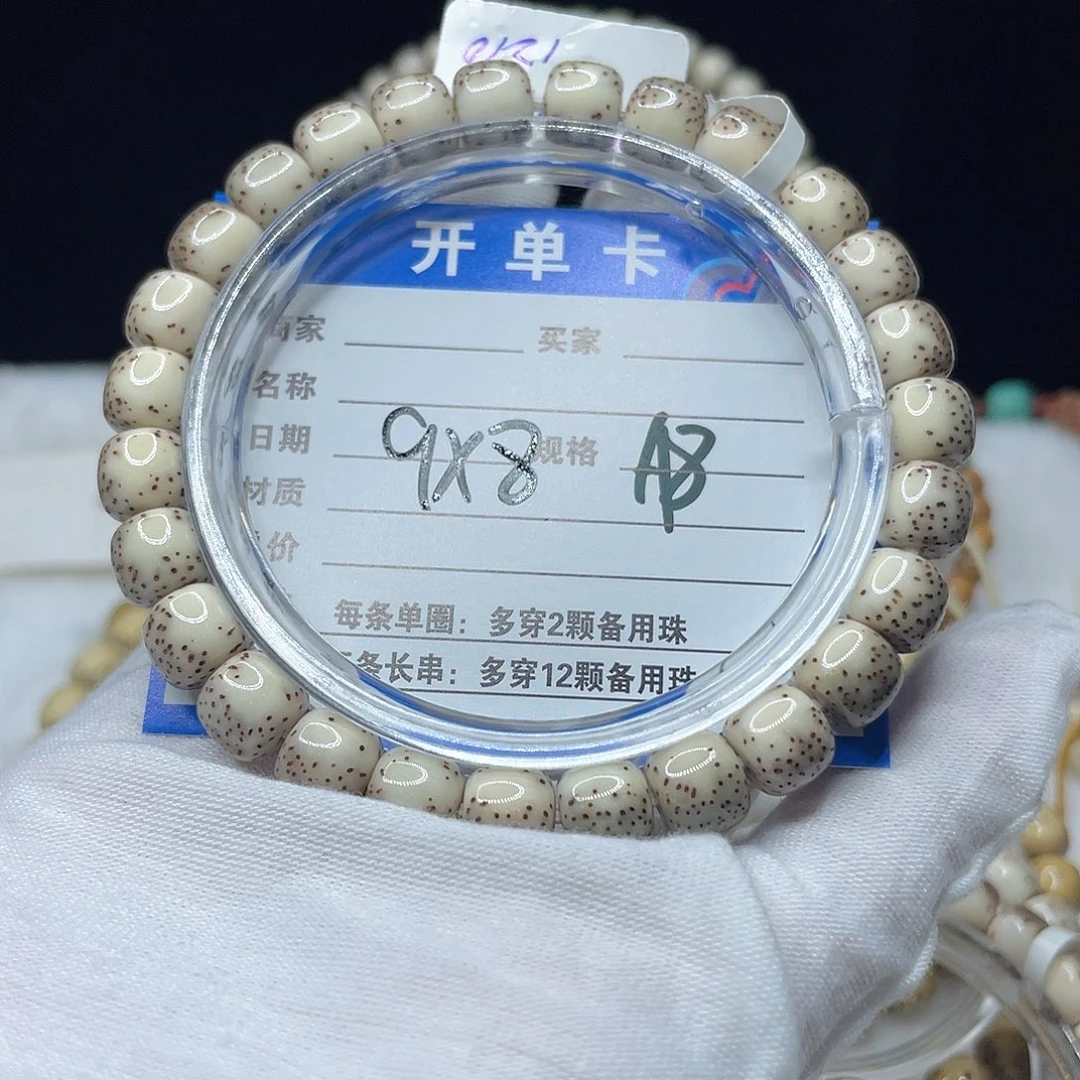 开单卡
家 买家
名称
日期 9x8 规格 AB
材质
价
每条单圈：多穿2颗备用珠
条长串：多穿12颗备用珠